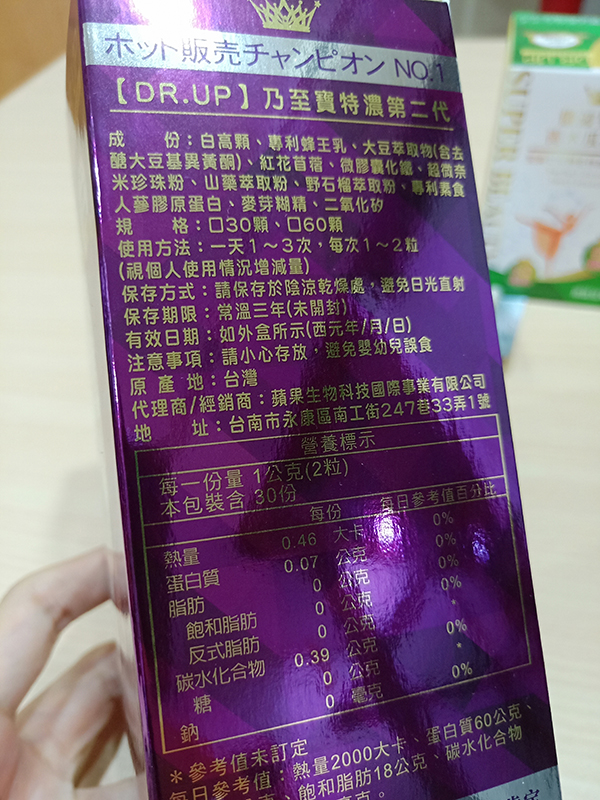 ホット販売チャンピオン NO.1
【DR.UP】乃至寶特濃第二代
成 份：白高顆、專利蜂王乳、大豆萃取物(含去
醣大豆基異黃酮)、紅花苜蓿、微膠囊化鐵、超微奈
米珍珠粉、山藥萃取粉、野石榴萃取粉、專利素食
人蔘膠原蛋白、麥芽糊精、二氧化矽
規 格：□30顆、□60顆
使用方法：一天1～3次，每次1～2粒
(視個人使用情況增減量)
保存方式：請保存於陰涼乾燥處，避免日光直射
保存期限：常溫三年(未開封)
有效日期：如外盒所示(西元年/月/日)
注意事項：請小心存放，避免嬰幼兒誤食
原 產 地：台灣
代理商/經銷商：蘋果生物科技國際事業有限公司
地 址：台南市永康區南工街247巷33弄1號
營養標示
每一份量 1公克(2粒)
本包裝含 30份
每份 每日參考值百分比
熱量 0.46 大卡 0%
蛋白質 0.07 公克 0%
脂肪 0 公克 0%
飽和脂肪 0 公克 0%
反式脂肪 0 公克 *
碳水化合物 0.39 公克 0%
糖 0 公克 *
鈉 0 毫克 0%
＊參考值未訂定
每日參考值：熱量2000大卡、蛋白質60公克、
飽和脂肪18公克、碳水化合物